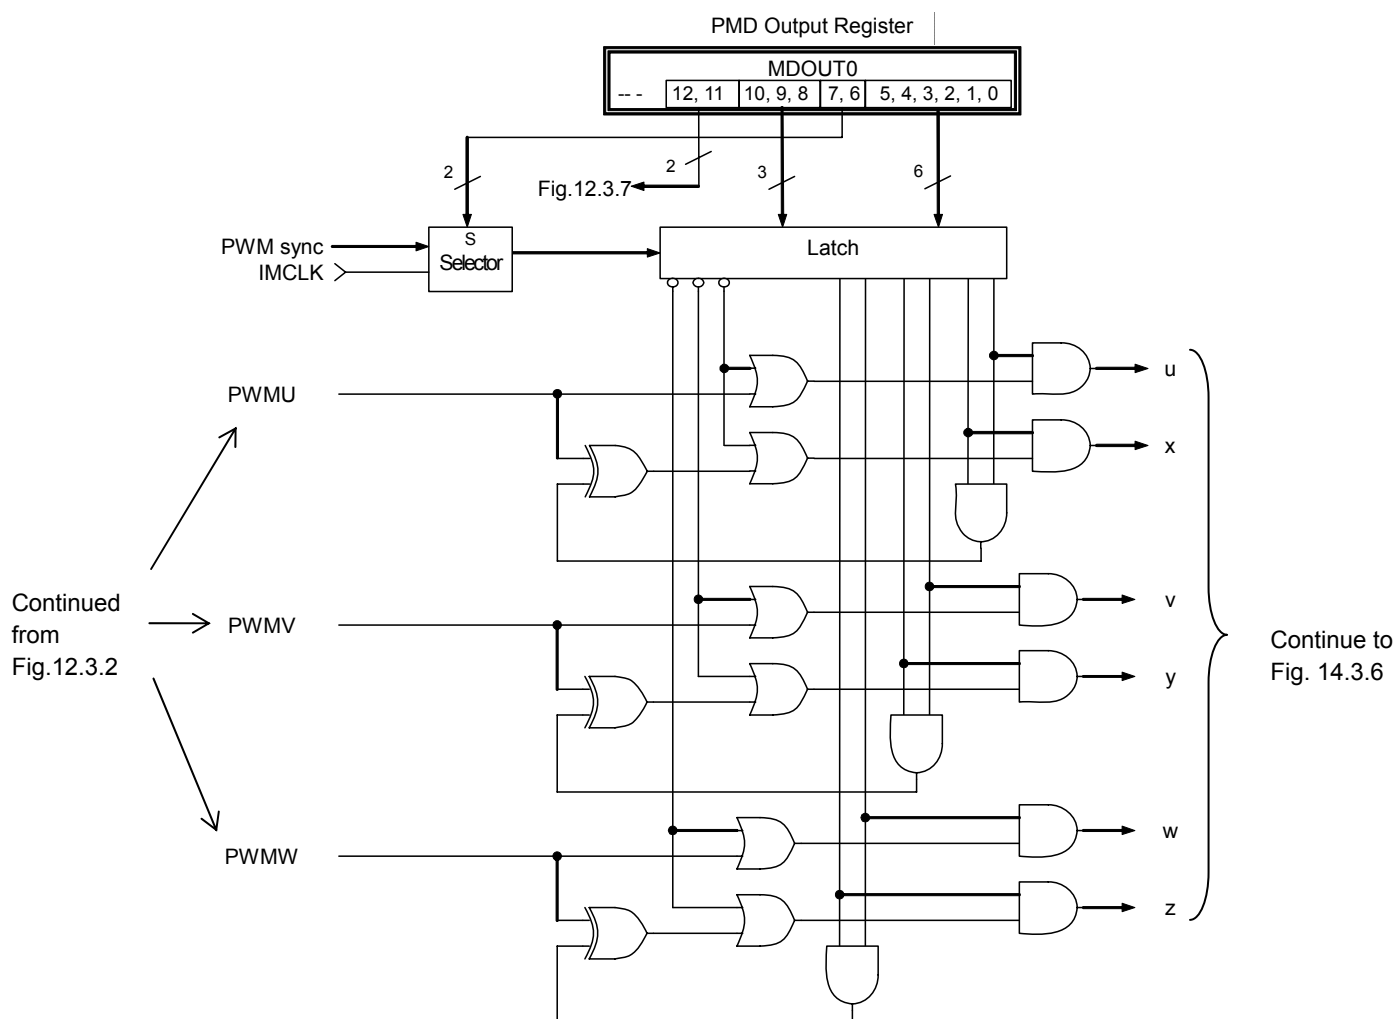 PMD Output Register
MDOUT0
-- - 12, 11 10, 9, 8 7, 6 5, 4, 3, 2, 1, 0
2
2
3
6
Fig.12.3.7
PWM sync
IMCLK
S
Selector
Latch
PWMU
u
x
Continued
from
Fig.12.3.2
PWMV
v
y
Continue to
Fig. 14.3.6
PWMW
w
z